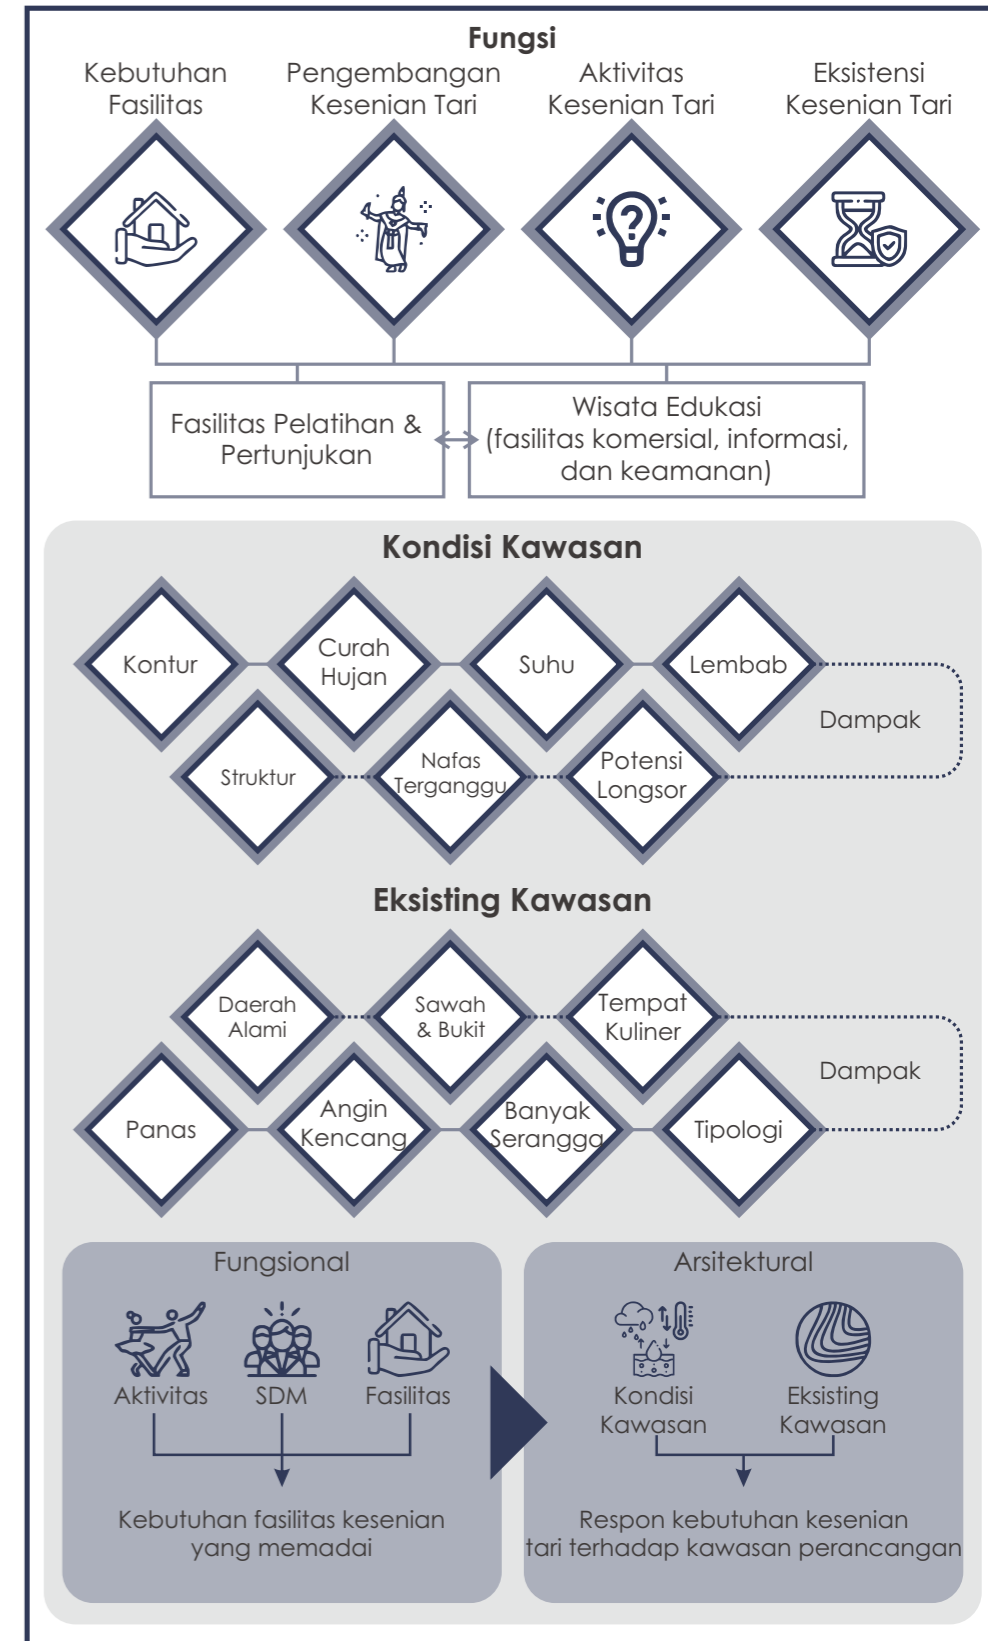 Fungsi
Kebutuhan
Fasilitas
Pengembangan
Kesenian Tari
Aktivitas
Kesenian Tari
Eksistensi
Kesenian Tari
?
Fasilitas Pelatihan &
Pertunjukan
Wisata Edukasi
(fasilitas komersial, informasi,
dan keamanan)
Kondisi Kawasan
Kontur
Curah
Hujan
Suhu
Lembab
Dampak
Struktur
Nafas
Terganggu
Potensi
Longsor
Eksisting Kawasan
Daerah
Alami
Sawah
& Bukit
Tempat
Kuliner
Dampak
Panas
Angin
Kencang
Banyak
Serangga
Tipologi
Fungsional
Aktivitas
SDM
Fasilitas
Kebutuhan fasilitas kesenian
yang memadai
Arsitektural
Kondisi
Kawasan
Eksisting
Kawasan
Respon kebutuhan kesenian
tari terhadap kawasan perancangan